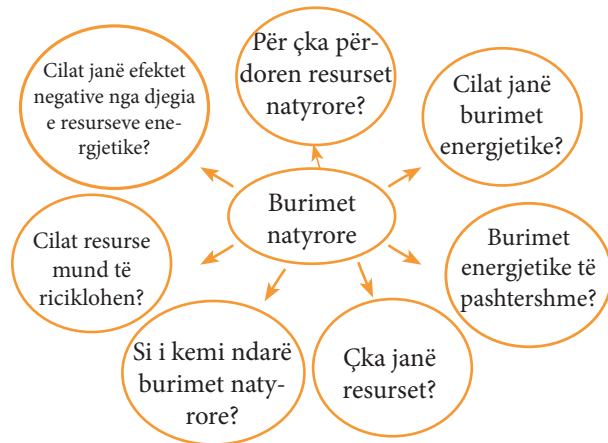 Cilat janë efektet
negative nga djegia
e resurseve ene-
rgjetike?
Për çka për-
doren resurset
natyrore?
Cilat janë
burimet
energjetike?
Burimet
natyrore
Cilat resurse
mund të
riciklohen?
Burimet
energjetike të
pashtershme?
Si i kemi ndarë
burimet naty-
rore?
Çka janë
resurset?